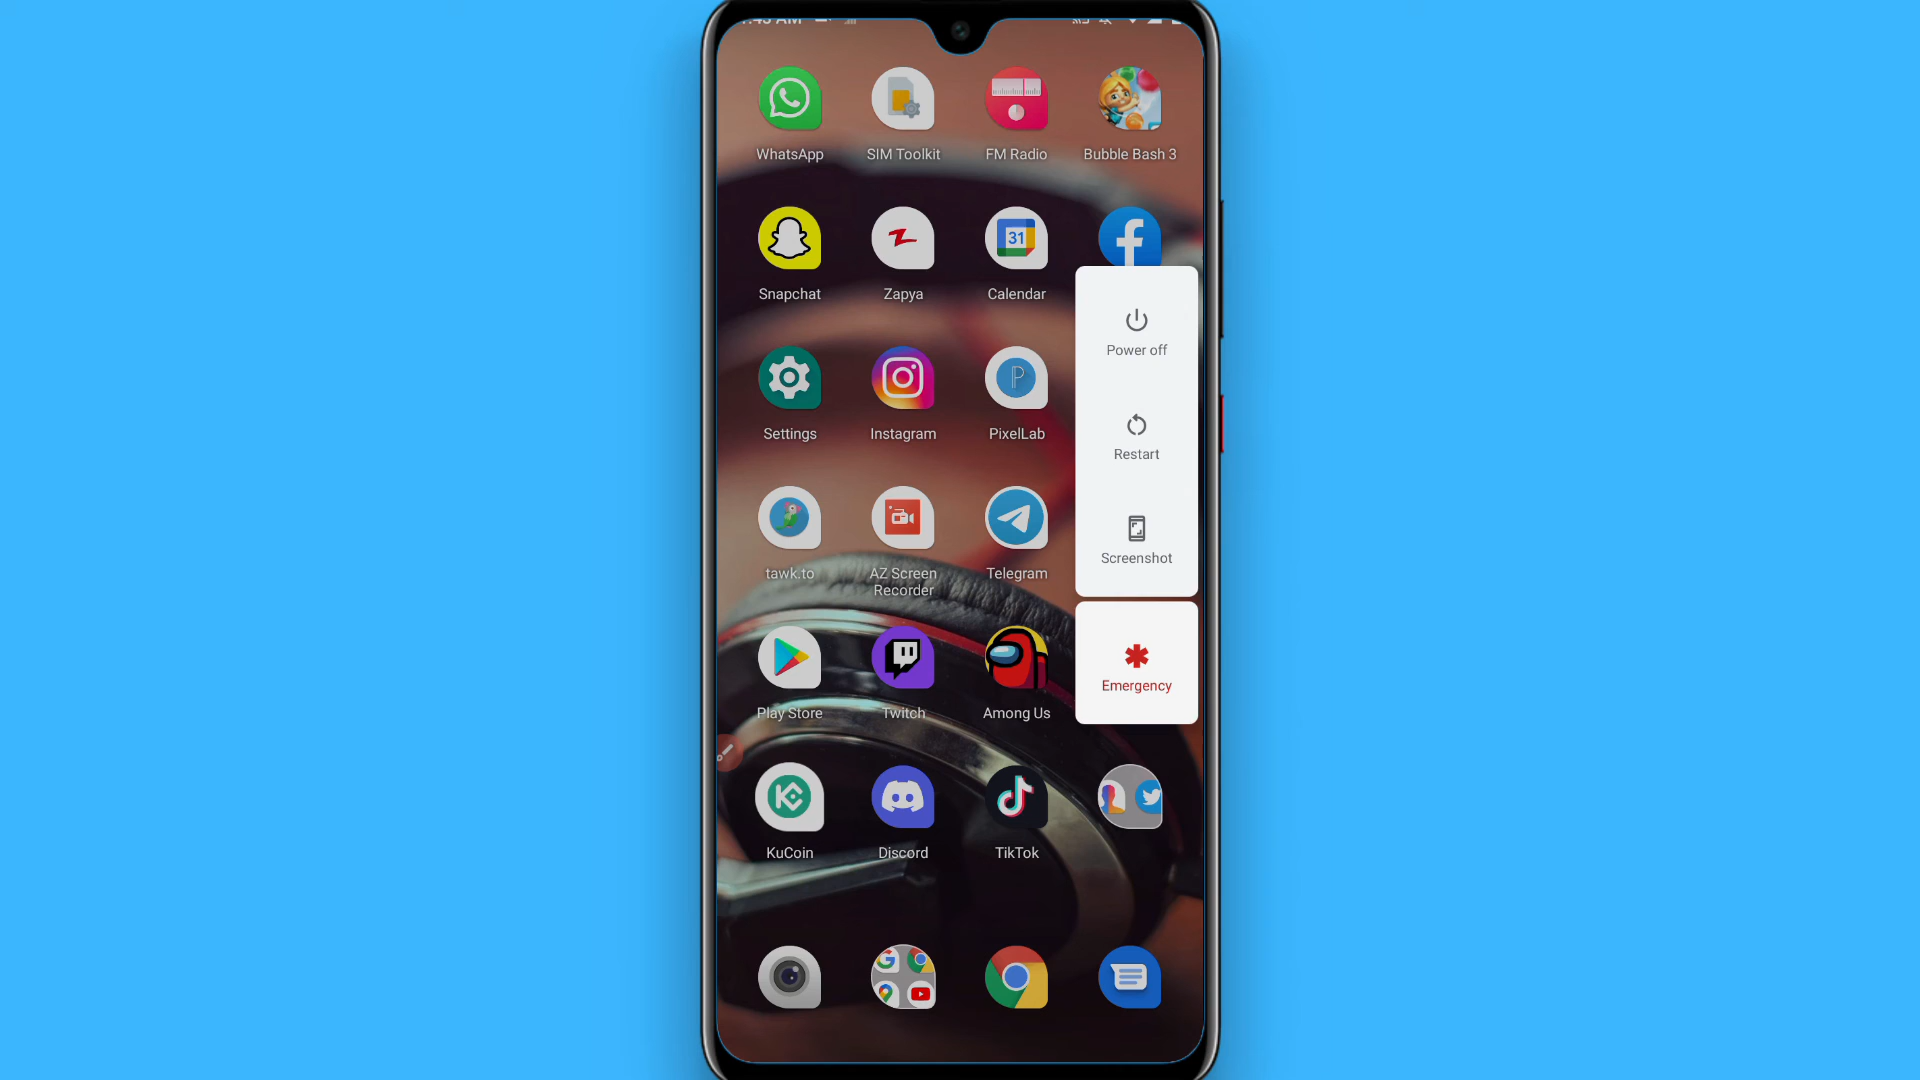 WhatsApp
SIM Toolkit
FM Radio
Bubble Bash 3
31
Snapchat
Zapya
Calendar
Power off
P
Settings
Instagram
PixelLab
Restart
Screenshot
tawk.to
AZ Screen
Recorder
Telegram
Emergency
Play Store
Twitch
Among Us
KuCoin
Discord
TikTok